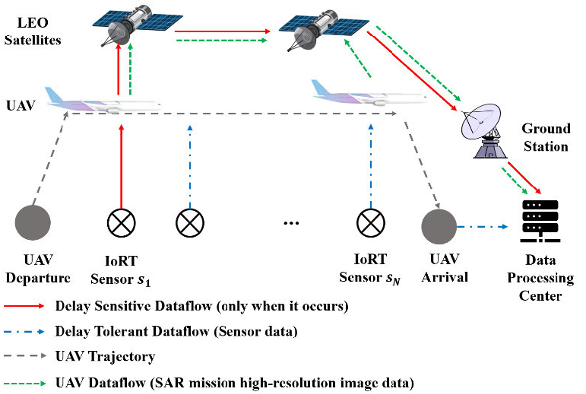 LEO
Satellites
UAV
Ground
Station
UAV
Departure
IoRT
Sensor s₁
...
IoRT
Sensor s_N
UAV
Arrival
Data
Processing
Center
Delay Sensitive Dataflow (only when it occurs)
Delay Tolerant Dataflow (Sensor data)
UAV Trajectory
UAV Dataflow (SAR mission high-resolution image data)